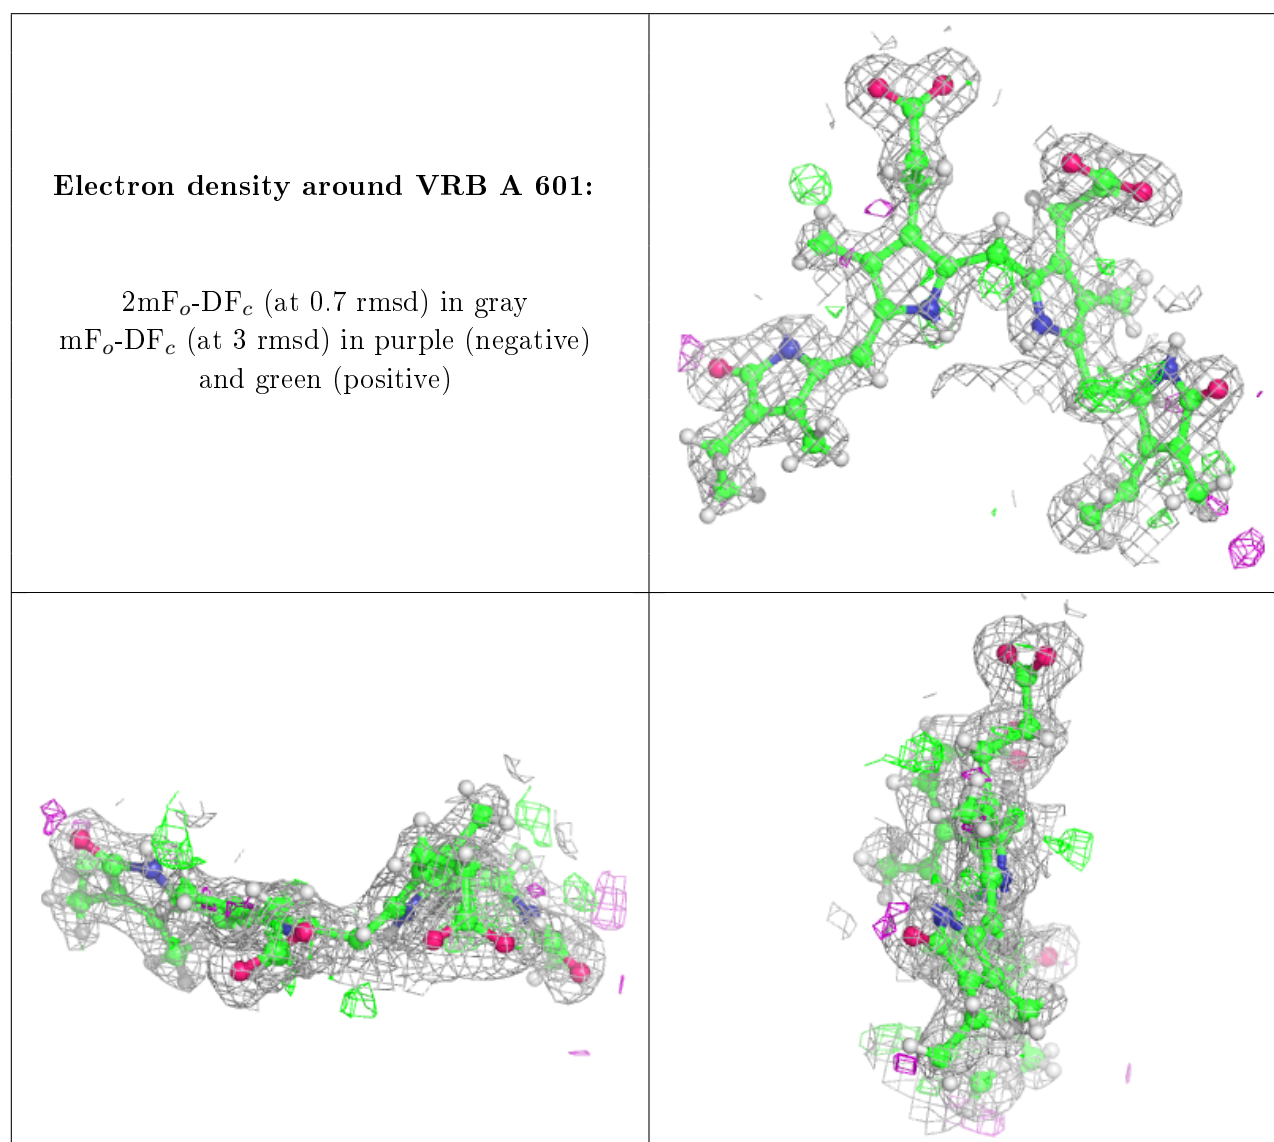 Electron density around VRB A 601:
2mFₒ-DF𝒸 (at 0.7 rmsd) in gray
mFₒ-DF𝒸 (at 3 rmsd) in purple (negative)
and green (positive)